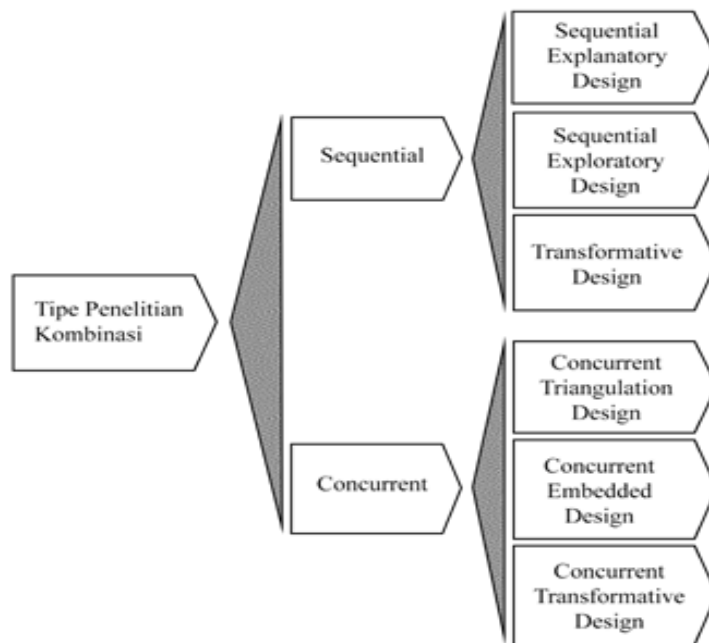 Tipe Penelitian
Kombinasi
Sequential
Sequential
Explanatory
Design
Sequential
Exploratory
Design
Transformative
Design
Concurrent
Concurrent
Triangulation
Design
Concurrent
Embedded
Design
Concurrent
Transformative
Design